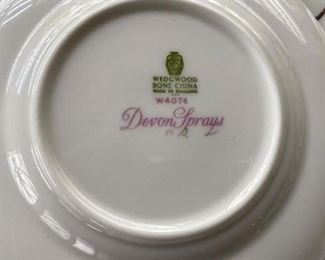 WEDGWOOD
BONE CHINA
MADE IN ENGLAND
W4076
Devon Sprays